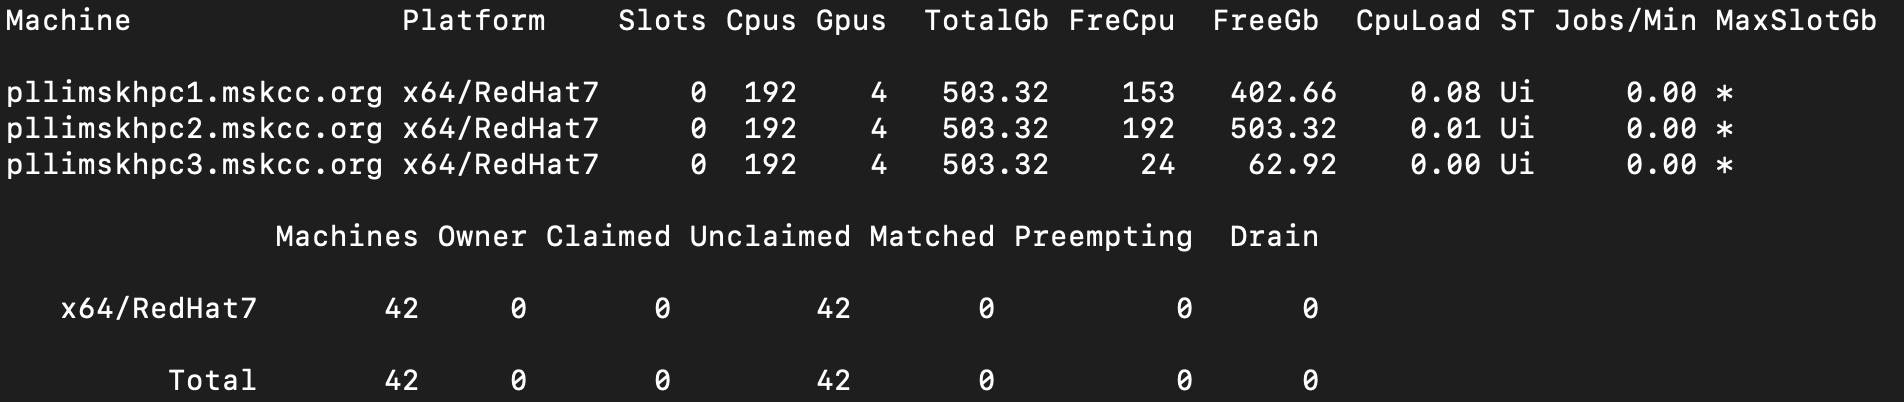 Machine Platform Slots Cpus Gpus TotalGb FreCpu FreeGb CpuLoad ST Jobs/Min MaxSlotGb
pllimskhpc1.mskcc.org x64/RedHat7 0 192 4 503.32 153 402.66 0.08 Ui 0.00 *
pllimskhpc2.mskcc.org x64/RedHat7 0 192 4 503.32 192 503.32 0.01 Ui 0.00 *
pllimskhpc3.mskcc.org x64/RedHat7 0 192 4 503.32 24 62.92 0.00 Ui 0.00 *
Machines Owner Claimed Unclaimed Matched Preempting Drain
x64/RedHat7 42 0 0 42 0 0 0
Total 42 0 0 42 0 0 0